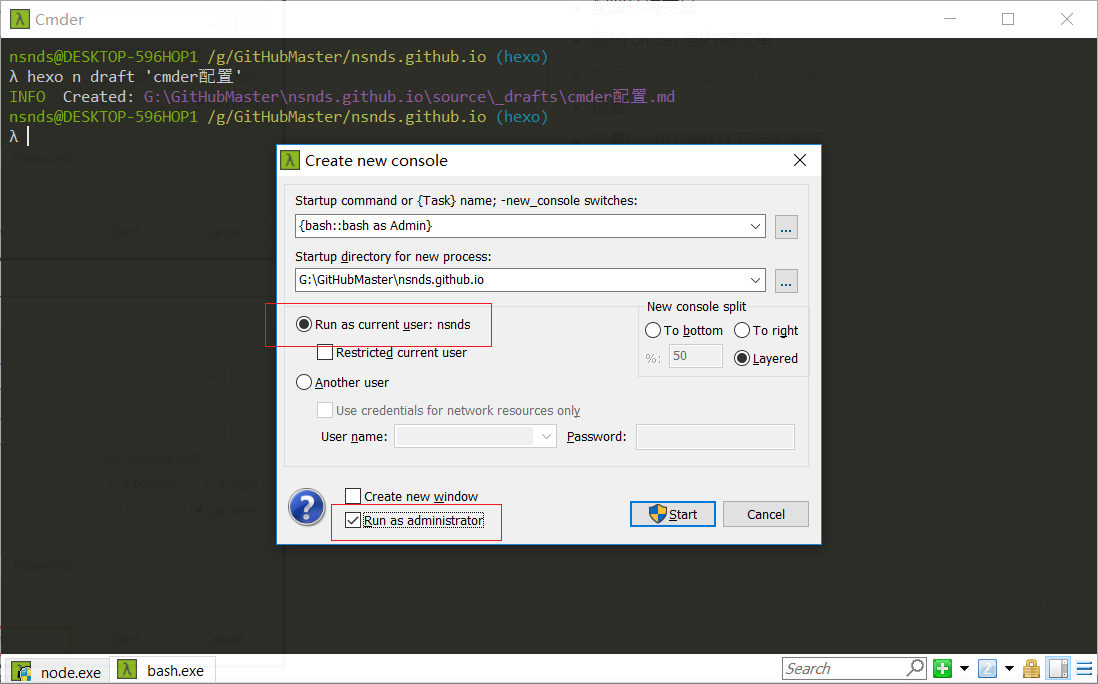 Cmder
nsnds@DESKTOP-596HOP1 /g/GitHubMaster/nsnds.github.io (hexo)
λ hexo n draft 'cmder配置'
INFO  Created: G:\GitHubMaster\nsnds.github.io\source\_drafts\cmder配置.md
nsnds@DESKTOP-596HOP1 /g/GitHubMaster/nsnds.github.io (hexo)
λ
Create new console
Startup command or {Task} name; -new_console switches:
{bash::bash as Admin}
...
Startup directory for new process:
G:\GitHubMaster\nsnds.github.io
...
New console split
Run as current user: nsnds
To bottom To right
Restricted current user
%: 50 Layered
Another user
Use credentials for network resources only
User name: Password:
Create new window
Run as administrator
Start Cancel
node.exe bash.exe
Search